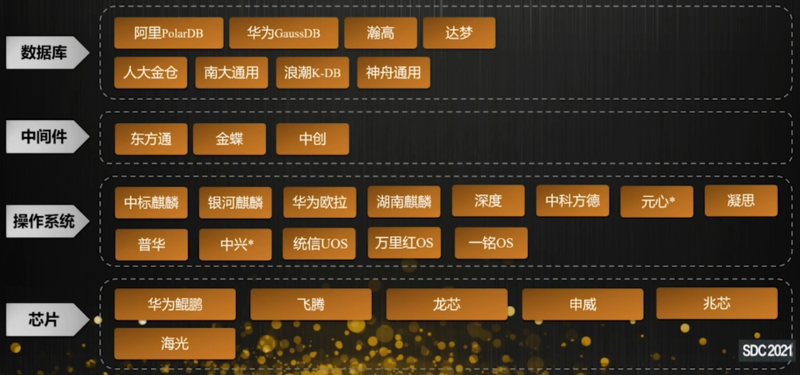 数据库
阿里PolarDB 华为GaussDB 瀚高 达梦
人大金仓 南大通用 浪潮K-DB 神舟通用
中间件
东方通 金蝶 中创
操作系统
中标麒麟 银河麒麟 华为欧拉 湖南麒麟 深度 中科方德 元心* 凝思
普华 中兴* 统信UOS 万里红OS 一铭OS
芯片
华为鲲鹏 飞腾 龙芯 申威 兆芯
海光
SDC2021